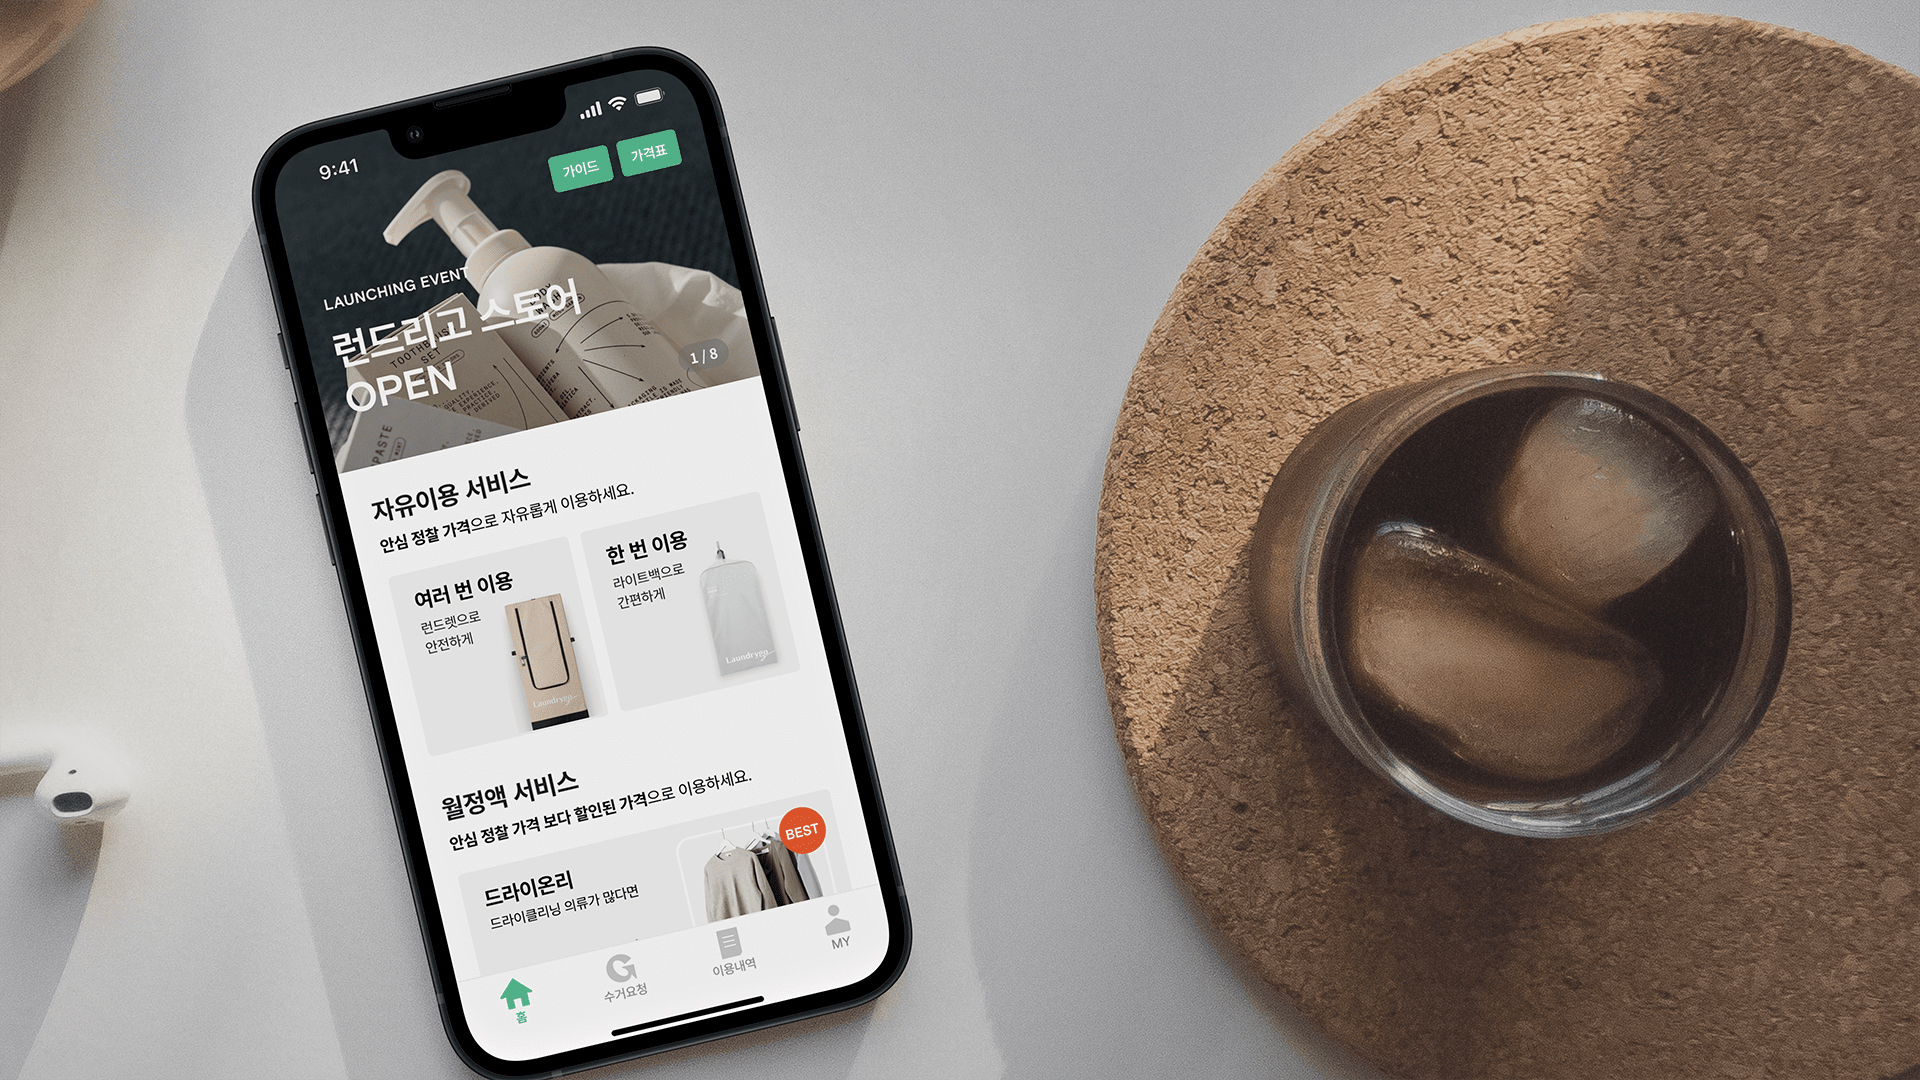 9:41
가이드
가격표
LAUNCHING EVENT
런드리고 스토어
OPEN
1 / 8
TOOTHBRUSH
SET
PASTE
자유이용 서비스
안심 정찰 가격으로 자유롭게 이용하세요.
여러 번 이용
런드렛으로
안전하게
Laundrygo
한 번 이용
라이트백으로
간편하게
Laundrygo
월정액 서비스
안심 정찰 가격 보다 할인된 가격으로 이용하세요.
BEST
드라이온리
드라이클리닝 의류가 많다면
홈
수거요청
이용내역
MY